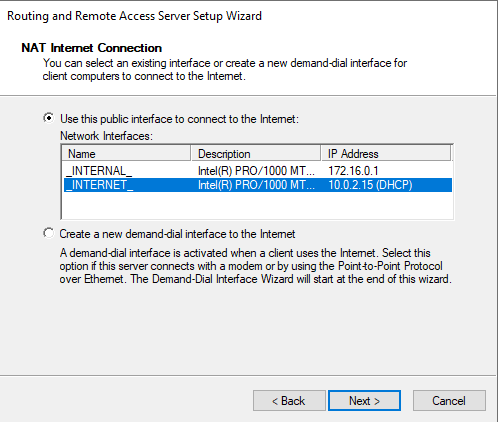 Routing and Remote Access Server Setup Wizard
NAT Internet Connection
You can select an existing interface or create a new demand-dial interface for
client computers to connect to the Internet.
Use this public interface to connect to the Internet:
Network Interfaces:
Name Description IP Address
_INTERNAL_ Intel(R) PRO/1000 MT... 172.16.0.1
_INTERNET_ Intel(R) PRO/1000 MT... 10.0.2.15 (DHCP)
Create a new demand-dial interface to the Internet
A demand-dial interface is activated when a client uses the Internet. Select this
option if this server connects with a modem or by using the Point-to-Point Protocol
over Ethernet. The Demand-Dial Interface Wizard will start at the end of this wizard.
< Back Next > Cancel